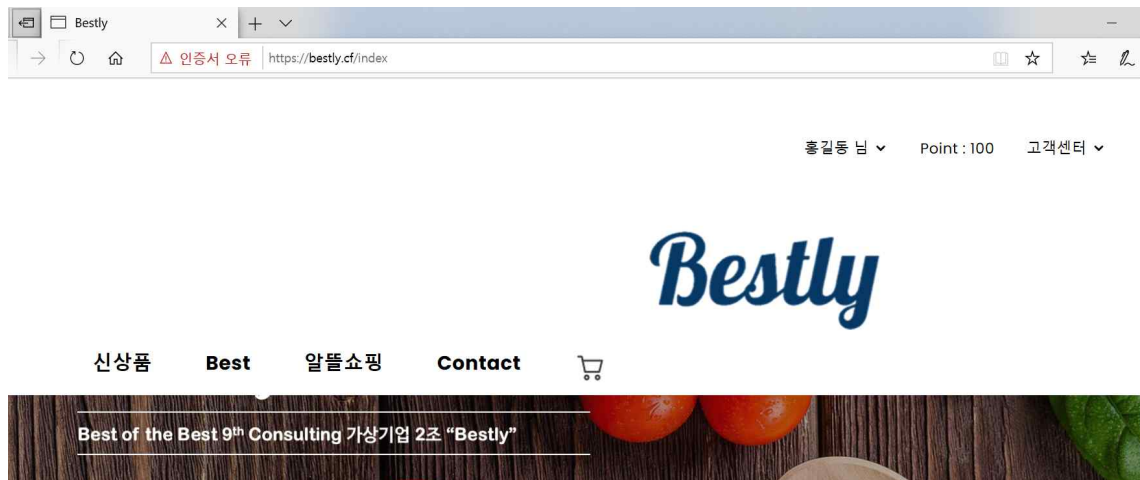 Bestly
인증서 오류 https://bestly.cf/index
홍길동 님 Point : 100 고객센터
Bestly
신상품 Best 알뜰쇼핑 Contact
Best of the Best 9th Consulting 가상기업 2조 “Bestly”